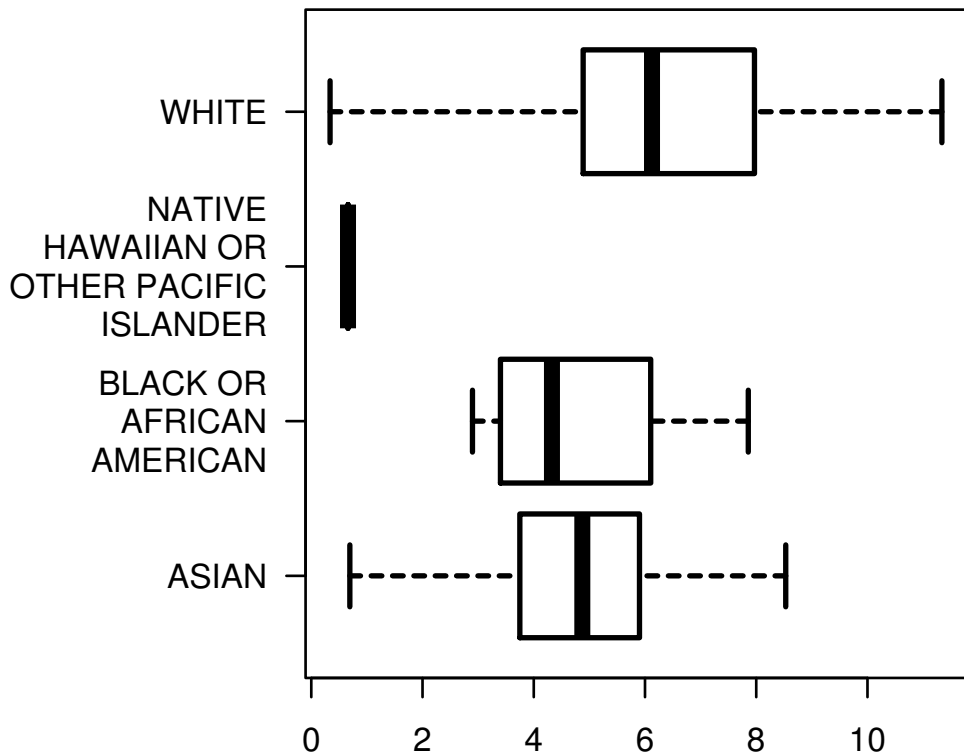 WHITE
NATIVE
HAWAIIAN OR
OTHER PACIFIC
ISLANDER
BLACK OR
AFRICAN
AMERICAN
ASIAN
0 2 4 6 8 10